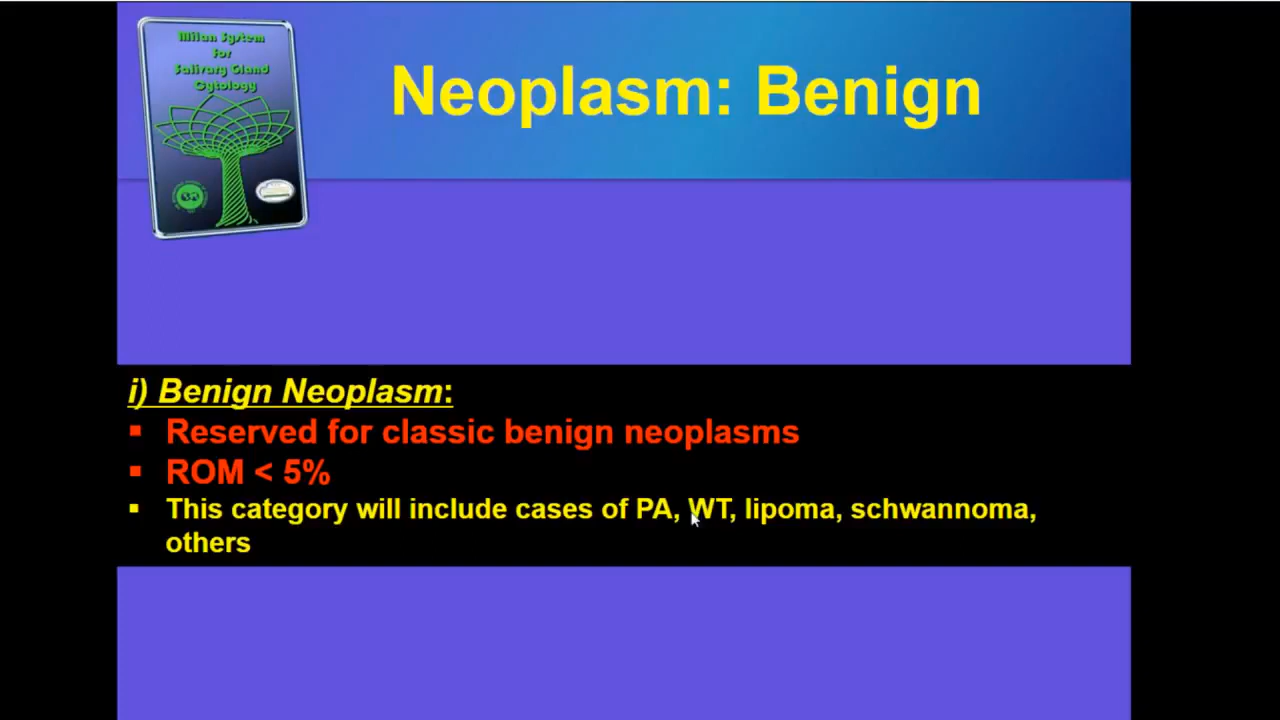 Milan System
for
Salivary Gland
Cytology
Neoplasm: Benign
i) Benign Neoplasm:
▪ Reserved for classic benign neoplasms
▪ ROM < 5%
▪ This category will include cases of PA, WT, lipoma, schwannoma,
others